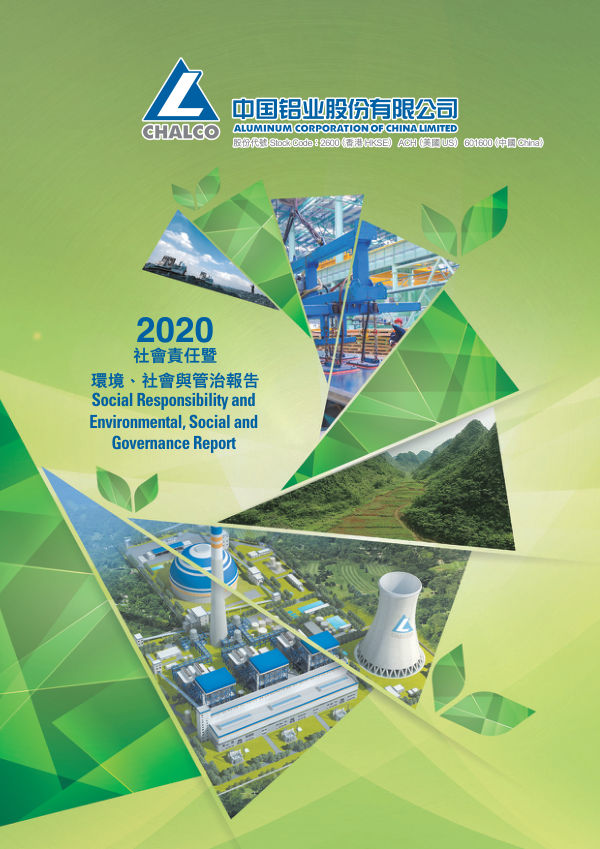 CHALCO
中国铝业股份有限公司
ALUMINUM CORPORATION OF CHINA LIMITED
股份代號 Stock Code：2600（香港 HKSE） ACH（美國 US） 601600（中國 China）
2020
社會責任暨
環境、社會與管治報告
Social Responsibility and
Environmental, Social and
Governance Report